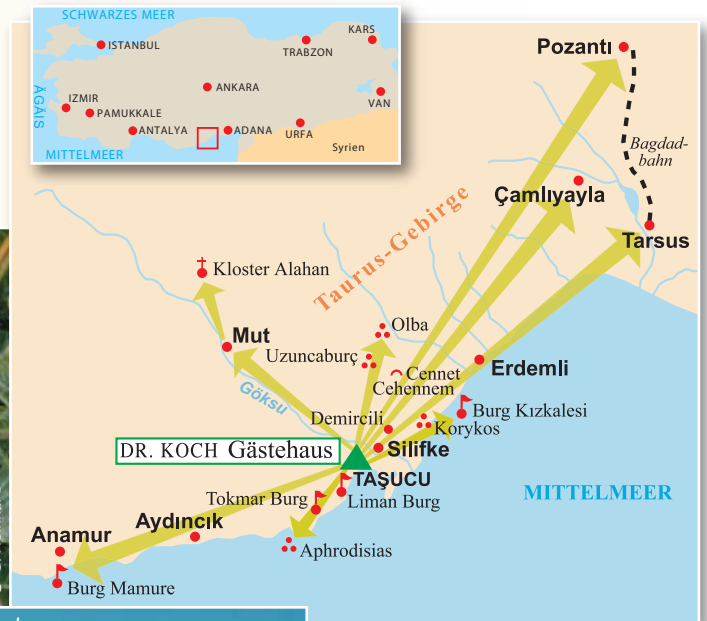 SCHWARZES MEER
KARS
ISTANBUL
TRABZON
ÄGÄIS
ANKARA
IZMIR
VAN
PAMUKKALE
ANTALYA
ADANA
URFA
MITTELMEER
Syrien
Pozantı
Bagdad-
bahn
Çamlıyayla
Taurus-Gebirge
Tarsus
Kloster Alahan
Olba
Mut
Uzuncaburç
Erdemli
Cennet
Cehennem
Göksu
Burg Kızkalesi
Demircili
Korykos
DR. KOCH Gästehaus
Silifke
TAŞUCU
MITTELMEER
Tokmar Burg
Liman Burg
Aydıncık
Anamur
Aphrodisias
Burg Mamure